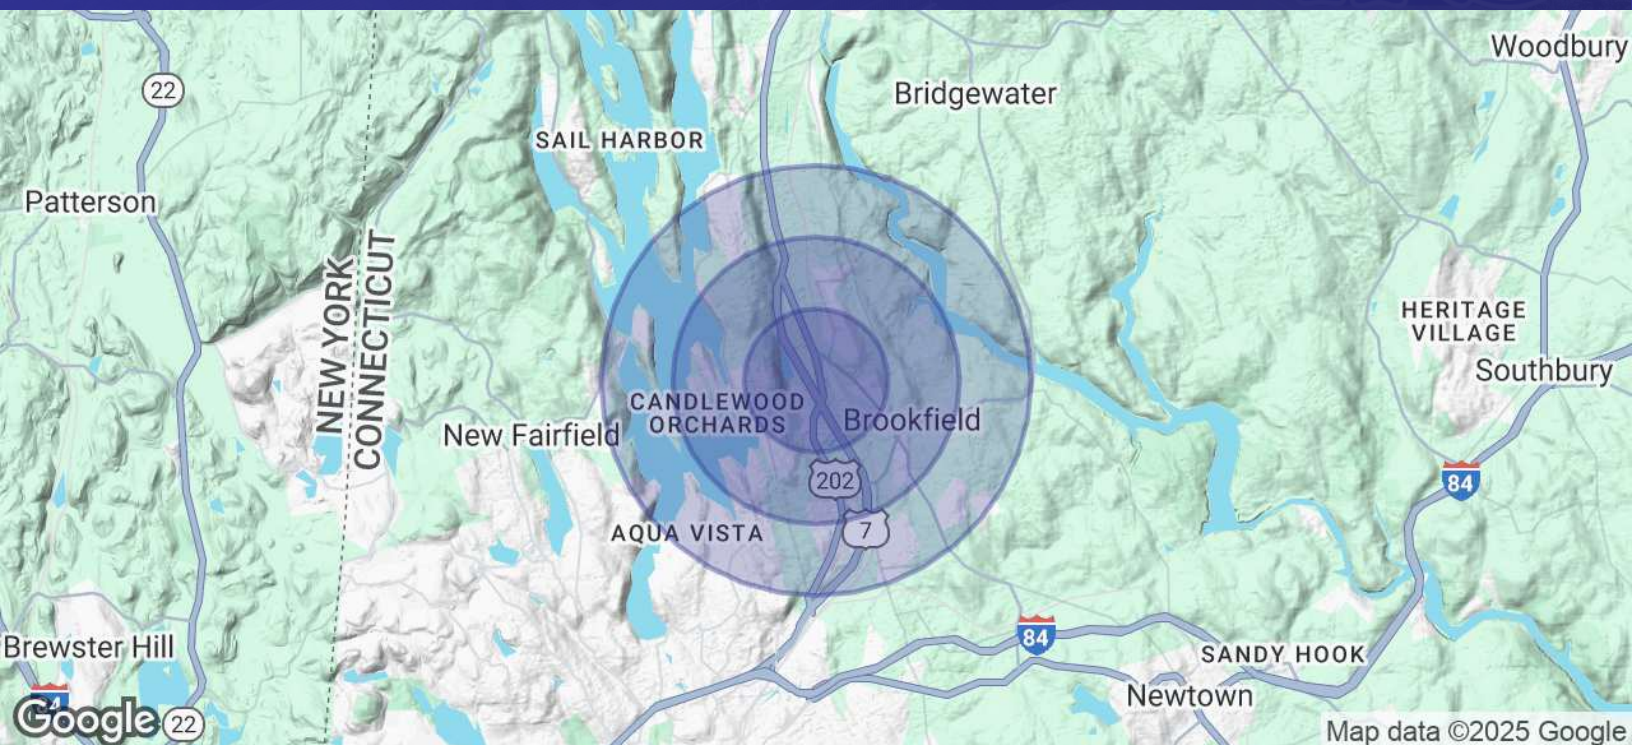 Woodbury
22
Bridgewater
SAIL HARBOR
Patterson
NEW YORK
CONNECTICUT
HERITAGE
VILLAGE
Southbury
CANDLEWOOD
ORCHARDS
Brookfield
New Fairfield
202
84
7
AQUA VISTA
84
Brewster Hill
SANDY HOOK
Newtown
Google
22
Map data ©2025 Google